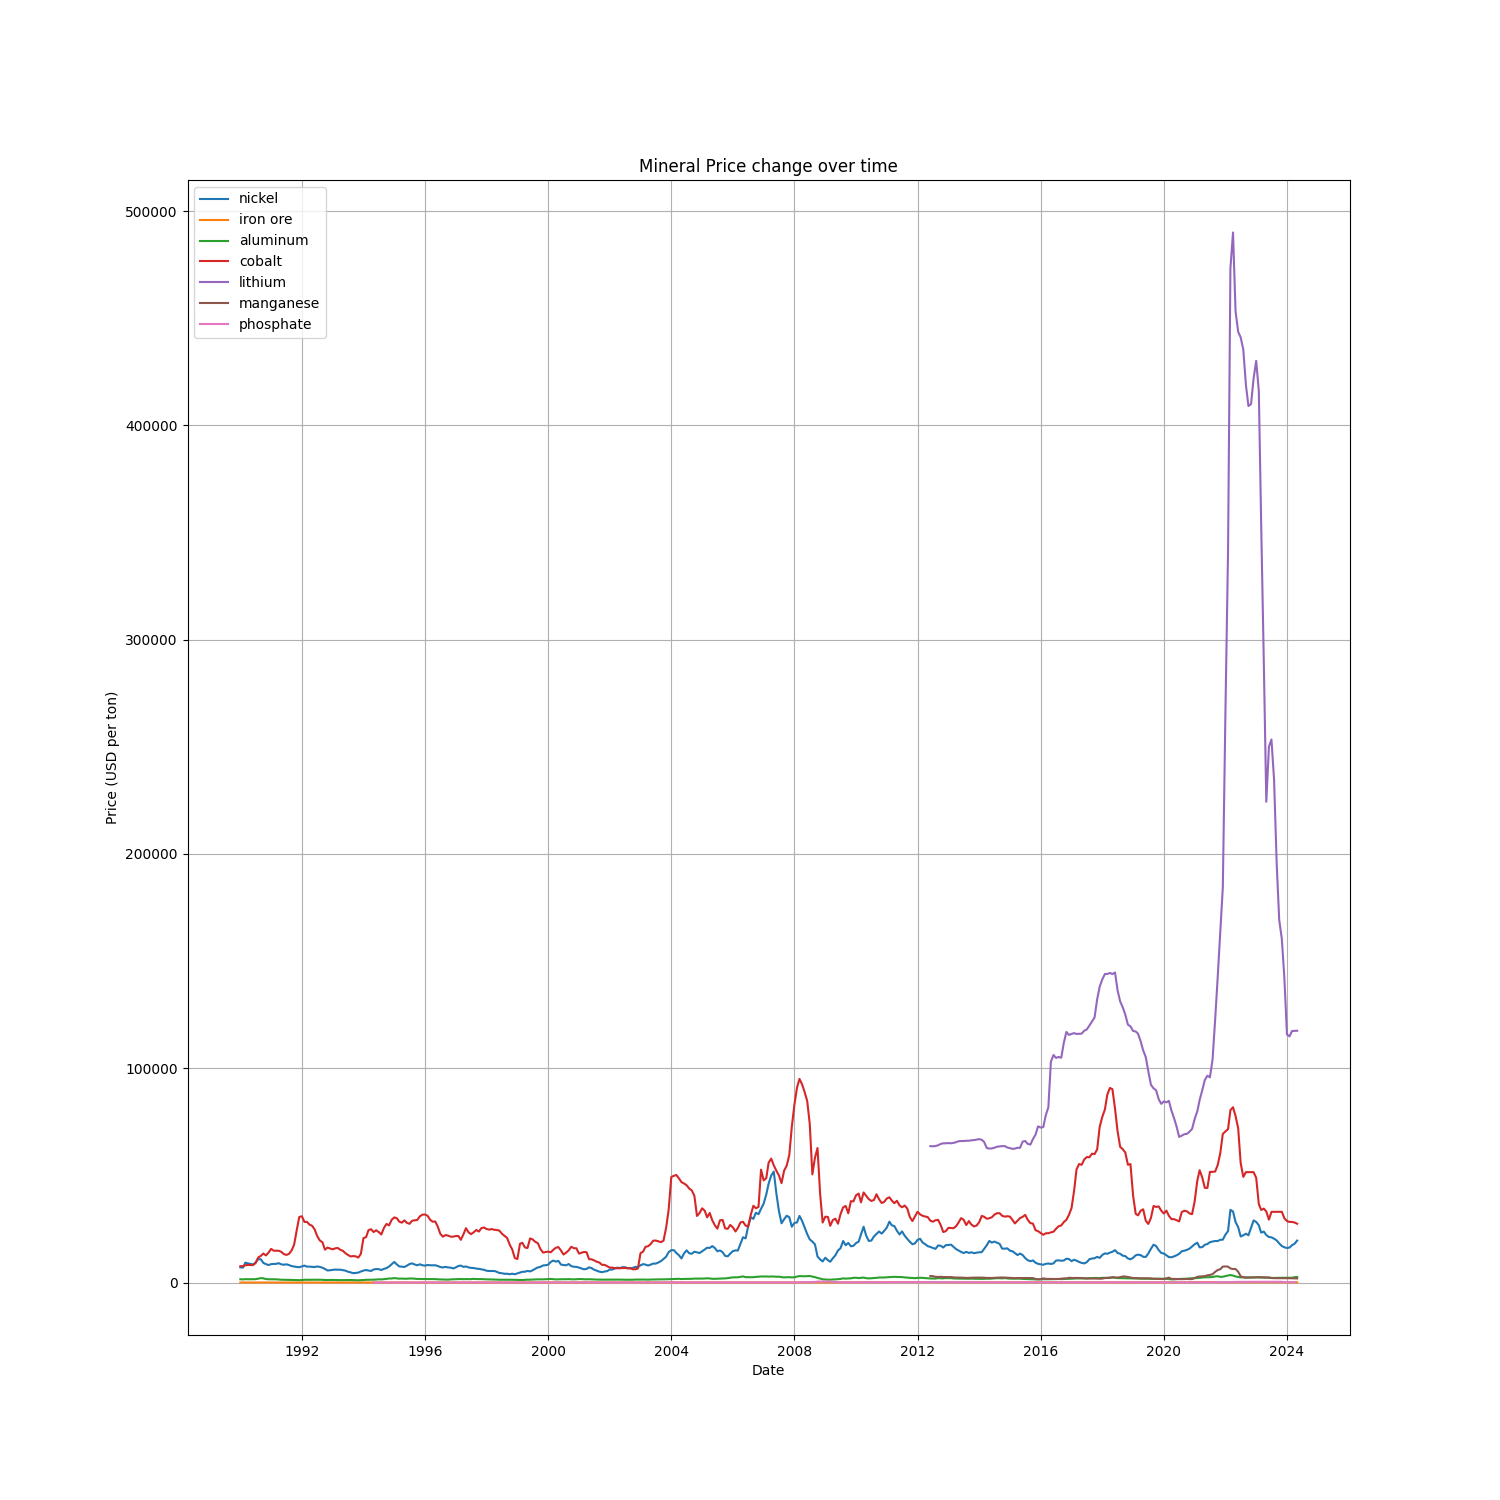 Mineral Price change over time
nickel
iron ore
aluminum
cobalt
lithium
manganese
phosphate
500000
400000
300000
200000
100000
0
Price (USD per ton)
1992 1996 2000 2004 2008 2012 2016 2020 2024
Date